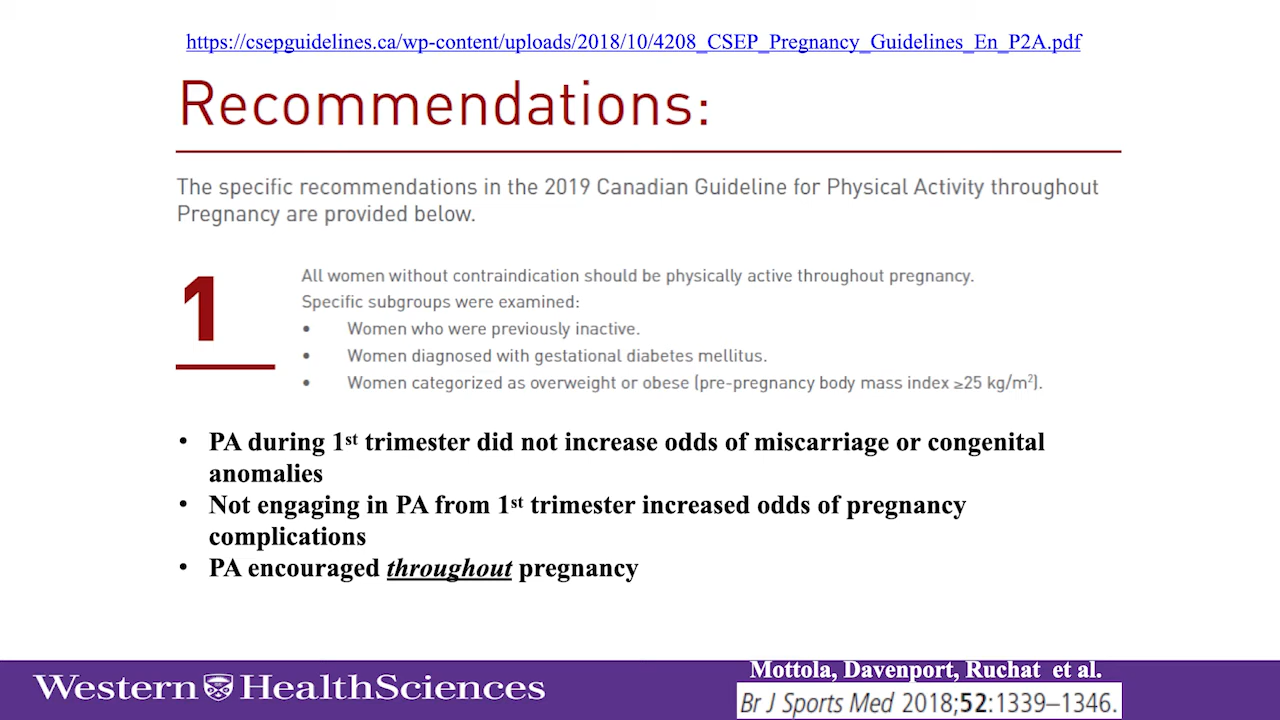 https://csepguidelines.ca/wp-content/uploads/2018/10/4208_CSEP_Pregnancy_Guidelines_En_P2A.pdf
Recommendations:
The specific recommendations in the 2019 Canadian Guideline for Physical Activity throughout
Pregnancy are provided below.
1
All women without contraindication should be physically active throughout pregnancy.
Specific subgroups were examined:
• Women who were previously inactive.
• Women diagnosed with gestational diabetes mellitus.
• Women categorized as overweight or obese (pre-pregnancy body mass index ≥25 kg/m²).
• PA during 1st trimester did not increase odds of miscarriage or congenital
anomalies
• Not engaging in PA from 1st trimester increased odds of pregnancy
complications
• PA encouraged throughout pregnancy
Western HealthSciences
Mottola, Davenport, Ruchat et al.
Br J Sports Med 2018;52:1339–1346.